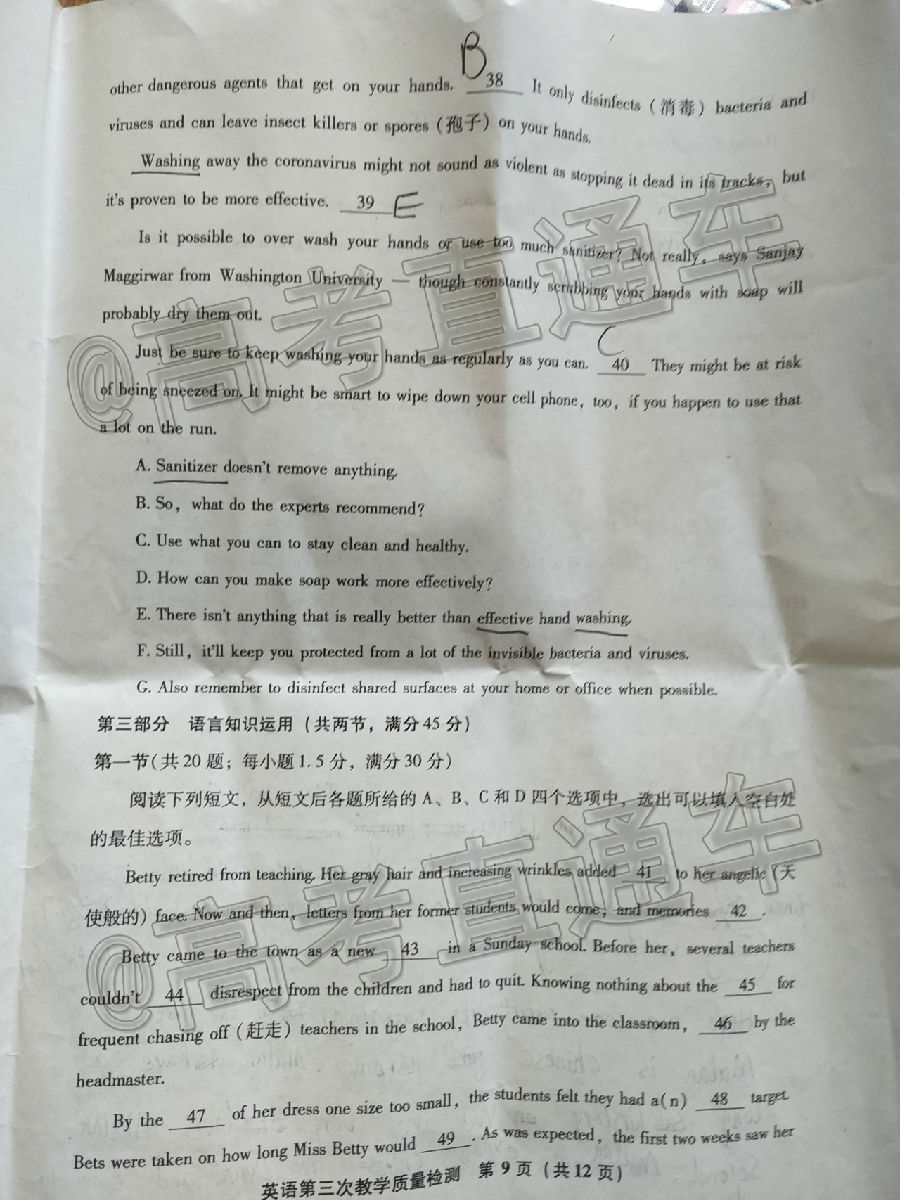 B
other dangerous agents that get on your hands. 38 It only disinfects (消毒) bacteria and
viruses and can leave insect killers or spores (孢子) on your hands.
Washing away the coronavirus might not sound as violent as stopping it dead in its tracks, but
it's proven to be more effective. 39 E
Is it possible to over wash your hands or use too much sanitizer? Not really, says Sanjay
Maggirwar from Washington University — though constantly scrubbing your hands with soap will
probably dry them out.
C
Just be sure to keep washing your hands as regularly as you can. 40 They might be at risk
of being sneezed on. It might be smart to wipe down your cell phone, too, if you happen to use that
a lot on the run.
A. Sanitizer doesn't remove anything.
B. So, what do the experts recommend?
C. Use what you can to stay clean and healthy.
D. How can you make soap work more effectively?
E. There isn't anything that is really better than effective hand washing.
F. Still, it'll keep you protected from a lot of the invisible bacteria and viruses.
G. Also remember to disinfect shared surfaces at your home or office when possible.
第三部分 语言知识运用（共两节，满分45分）
第一节（共20题；每小题1.5分，满分30分）
阅读下列短文，从短文后各题所给的A、B、C和D四个选项中，选出可以填入空白处
的最佳选项。
Betty retired from teaching. Her gray hair and increasing wrinkles added 41 to her angelic (天
使般的) face. Now and then, letters from her former students would come, and memories 42 .
Betty came to the town as a new 43 in a Sunday school. Before her, several teachers
couldn't 44 disrespect from the children and had to quit. Knowing nothing about the 45 for
frequent chasing off (赶走) teachers in the school, Betty came into the classroom, 46 by the
headmaster.
By the 47 of her dress one size too small, the students felt they had a(n) 48 target.
Bets were taken on how long Miss Betty would 49 . As was expected, the first two weeks saw her
英语第三次教学质量检测 第9页（共12页）
@高考直通车
@高考直通车